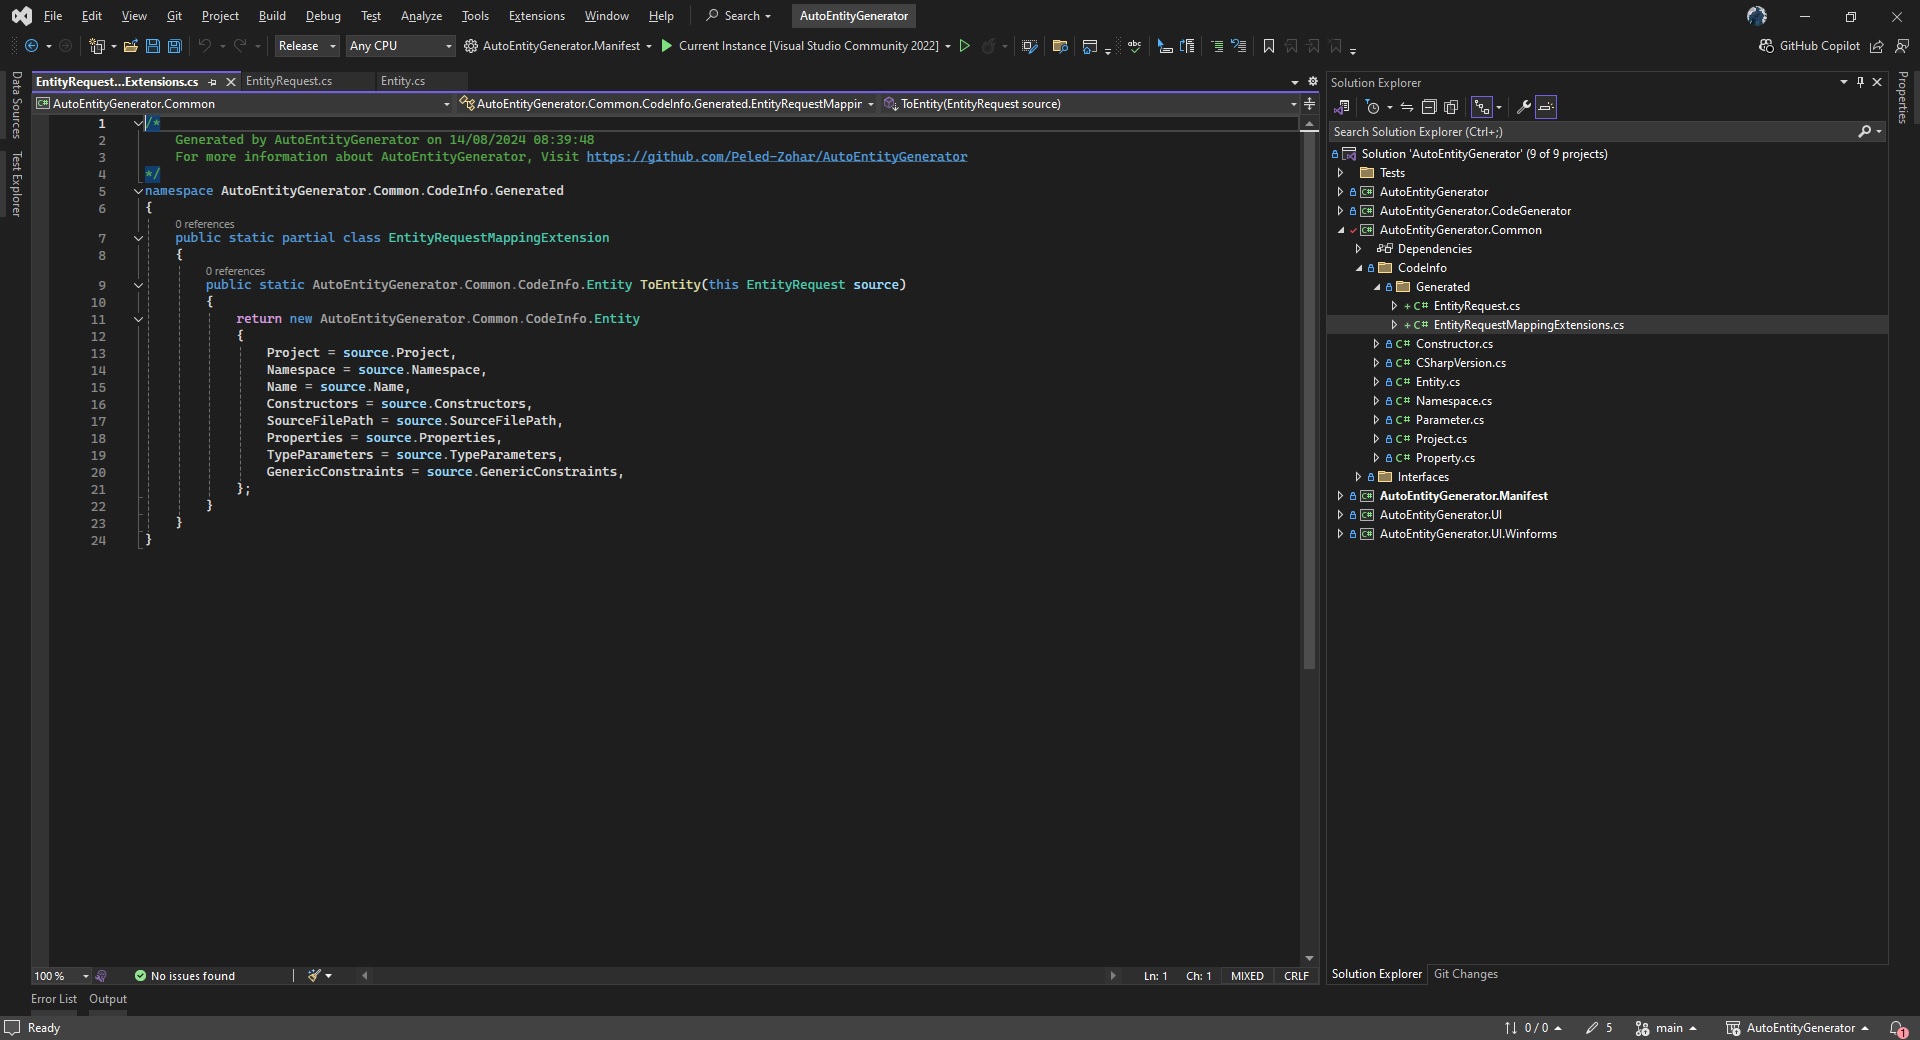 File Edit View Git Project Build Debug Test Analyze Tools Extensions Window Help Search AutoEntityGenerator
Release Any CPU AutoEntityGenerator.Manifest Current Instance [Visual Studio Community 2022] GitHub Copilot
Data Sources
Test Explorer
EntityRequest...Extensions.cs EntityRequest.cs Entity.cs
AutoEntityGenerator.Common AutoEntityGenerator.Common.CodeInfo.Generated.EntityRequestMappir ToEntity(EntityRequest source)
1 /*
2 Generated by AutoEntityGenerator on 14/08/2024 08:39:48
3 For more information about AutoEntityGenerator, Visit https://github.com/Peled-Zohar/AutoEntityGenerator
4 */
5 namespace AutoEntityGenerator.Common.CodeInfo.Generated
6 {
0 references
7 public static partial class EntityRequestMappingExtension
8 {
0 references
9 public static AutoEntityGenerator.Common.CodeInfo.Entity ToEntity(this EntityRequest source)
10 {
11 return new AutoEntityGenerator.Common.CodeInfo.Entity
12 {
13 Project = source.Project,
14 Namespace = source.Namespace,
15 Name = source.Name,
16 Constructors = source.Constructors,
17 SourceFilePath = source.SourceFilePath,
18 Properties = source.Properties,
19 TypeParameters = source.TypeParameters,
20 GenericConstraints = source.GenericConstraints,
21 };
22 }
23 }
24 }
100 % No issues found Ln: 1 Ch: 1 MIXED CRLF
Error List Output
Solution Explorer
Search Solution Explorer (Ctrl+;)
Solution 'AutoEntityGenerator' (9 of 9 projects)
Tests
C# AutoEntityGenerator
C# AutoEntityGenerator.CodeGenerator
C# AutoEntityGenerator.Common
Dependencies
CodeInfo
Generated
+ C# EntityRequest.cs
+ C# EntityRequestMappingExtensions.cs
C# Constructor.cs
C# CSharpVersion.cs
C# Entity.cs
C# Namespace.cs
C# Parameter.cs
C# Project.cs
C# Property.cs
Interfaces
C# AutoEntityGenerator.Manifest
C# AutoEntityGenerator.UI
C# AutoEntityGenerator.UI.Winforms
Solution Explorer Git Changes
Properties
Ready 0 / 0 5 main AutoEntityGenerator 1